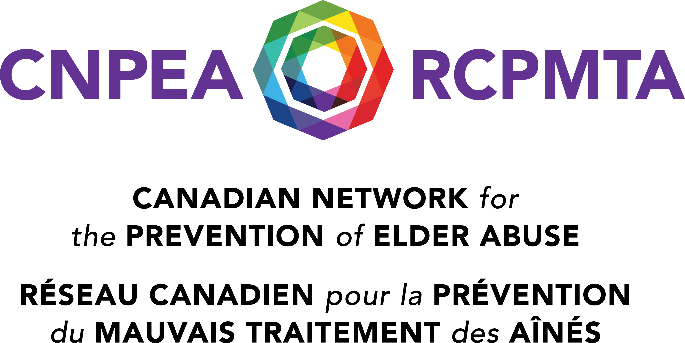 CNPEA RCPMTA
CANADIAN NETWORK for
the PREVENTION of ELDER ABUSE
RÉSEAU CANADIEN pour la PRÉVENTION
du MAUVAIS TRAITEMENT des AÎNÉS